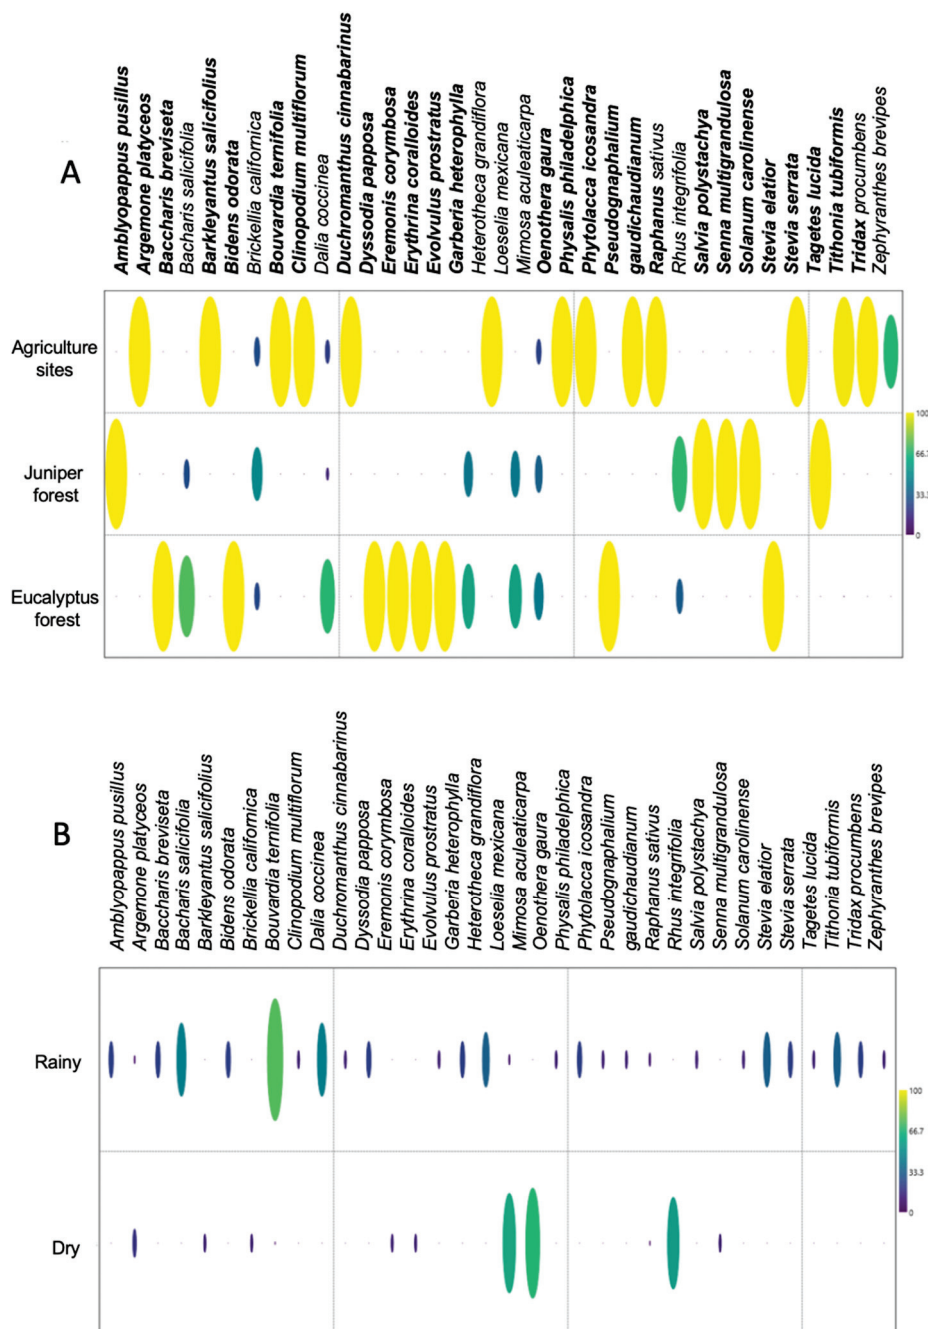 A
Amblyopappus pusillus
Argemone platyceos
Baccharis breviseta
Bacharis salicifolia
Barkleyantus salicifolius
Bidens odorata
Brickellia californica
Bouvardia ternifolia
Clinopodium multiflorum
Dalia coccinea
Duchromanthus cinnabarinus
Dyssodia papposa
Eremonis corymbosa
Erythrina coralloides
Evolvulus prostratus
Garberia heterophylla
Heterotheca grandiflora
Loeselia mexicana
Mimosa aculeaticarpa
Oenothera gaura
Physalis philadelphica
Phytolacca icosandra
Pseudognaphalium
gaudichaudianum
Raphanus sativus
Rhus integrifolia
Salvia polystachya
Senna multigrandulosa
Solanum carolinense
Stevia elatior
Stevia serrata
Tagetes lucida
Tithonia tubiformis
Tridax procumbens
Zephyranthes brevipes
Agriculture
sites
Juniper
forest
Eucalyptus
forest
100
66.7
33.3
0
B
Amblyopappus pusillus
Argemone platyceos
Baccharis breviseta
Bacharis salicifolia
Barkleyantus salicifolius
Bidens odorata
Brickellia californica
Bouvardia ternifolia
Clinopodium multiflorum
Dalia coccinea
Duchromanthus cinnabarinus
Dyssodia papposa
Eremonis corymbosa
Erythrina coralloides
Evolvulus prostratus
Garberia heterophylla
Heterotheca grandiflora
Loeselia mexicana
Mimosa aculeaticarpa
Oenothera gaura
Physalis philadelphica
Phytolacca icosandra
Pseudognaphalium
gaudichaudianum
Raphanus sativus
Rhus integrifolia
Salvia polystachya
Senna multigrandulosa
Solanum carolinense
Stevia elatior
Stevia serrata
Tagetes lucida
Tithonia tubiformis
Tridax procumbens
Zephyranthes brevipes
Rainy
Dry
100
66.7
33.3
0